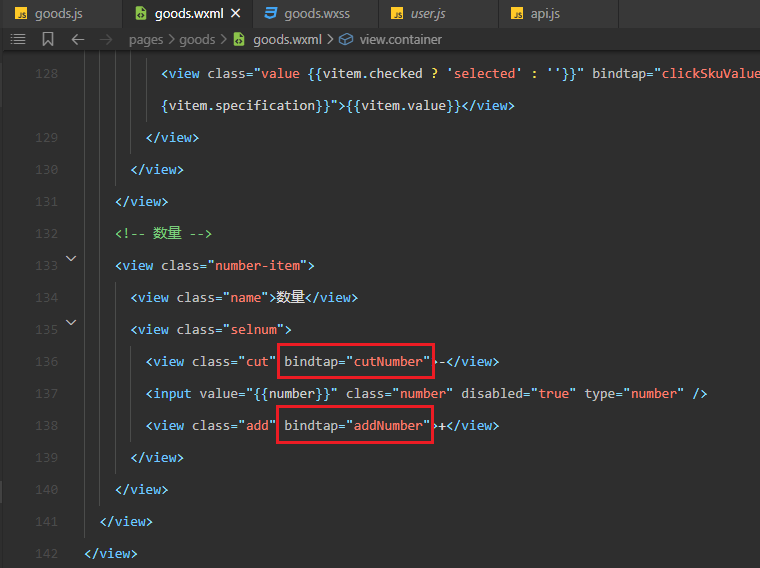 JS goods.js
goods.wxml
goods.wxss
JS user.js
JS api.js
pages > goods > goods.wxml > view.container
128 <view class="value {{vitem.checked ? 'selected' : ''}}" bindtap="clickSkuValue
{vitem.specification}}">{{vitem.value}}</view>
129 </view>
130 </view>
131 </view>
132 <!-- 数量 -->
133 <view class="number-item">
134 <view class="name">数量</view>
135 <view class="selnum">
136 <view class="cut" bindtap="cutNumber">-</view>
137 <input value="{{number}}" class="number" disabled="true" type="number" />
138 <view class="add" bindtap="addNumber">+</view>
139 </view>
140 </view>
141 </view>
142 </view>